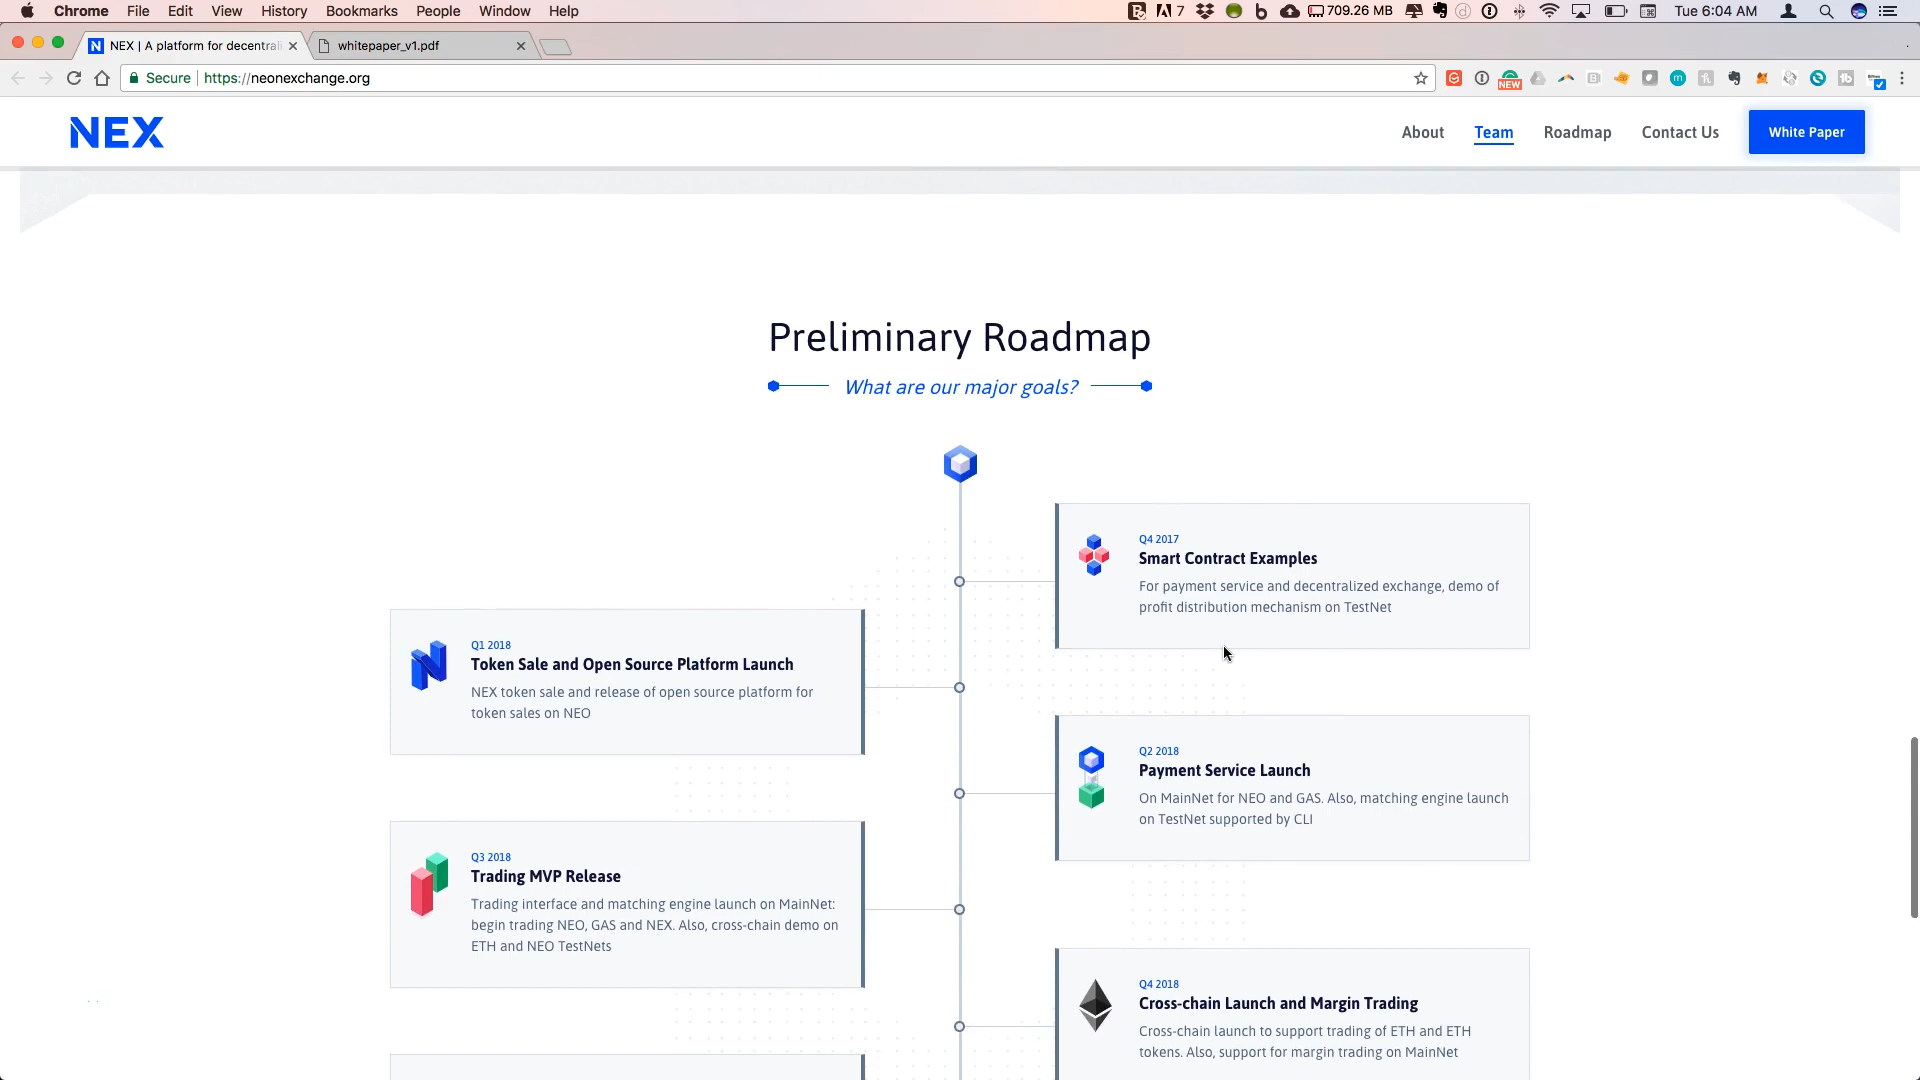 Chrome File Edit View History Bookmarks People Window Help
7 709.26 MB Tue 6:04 AM
NEX | A platform for decentrali
whitepaper_v1.pdf
Secure https://neonexchange.org
NEW
NEX
About Team Roadmap Contact Us White Paper
Preliminary Roadmap
What are our major goals?
Q4 2017
Smart Contract Examples
For payment service and decentralized exchange, demo of
profit distribution mechanism on TestNet
Q1 2018
Token Sale and Open Source Platform Launch
NEX token sale and release of open source platform for
token sales on NEO
Q2 2018
Payment Service Launch
On MainNet for NEO and GAS. Also, matching engine launch
on TestNet supported by CLI
Q3 2018
Trading MVP Release
Trading interface and matching engine launch on MainNet:
begin trading NEO, GAS and NEX. Also, cross-chain demo on
ETH and NEO TestNets
Q4 2018
Cross-chain Launch and Margin Trading
Cross-chain launch to support trading of ETH and ETH
tokens. Also, support for margin trading on MainNet